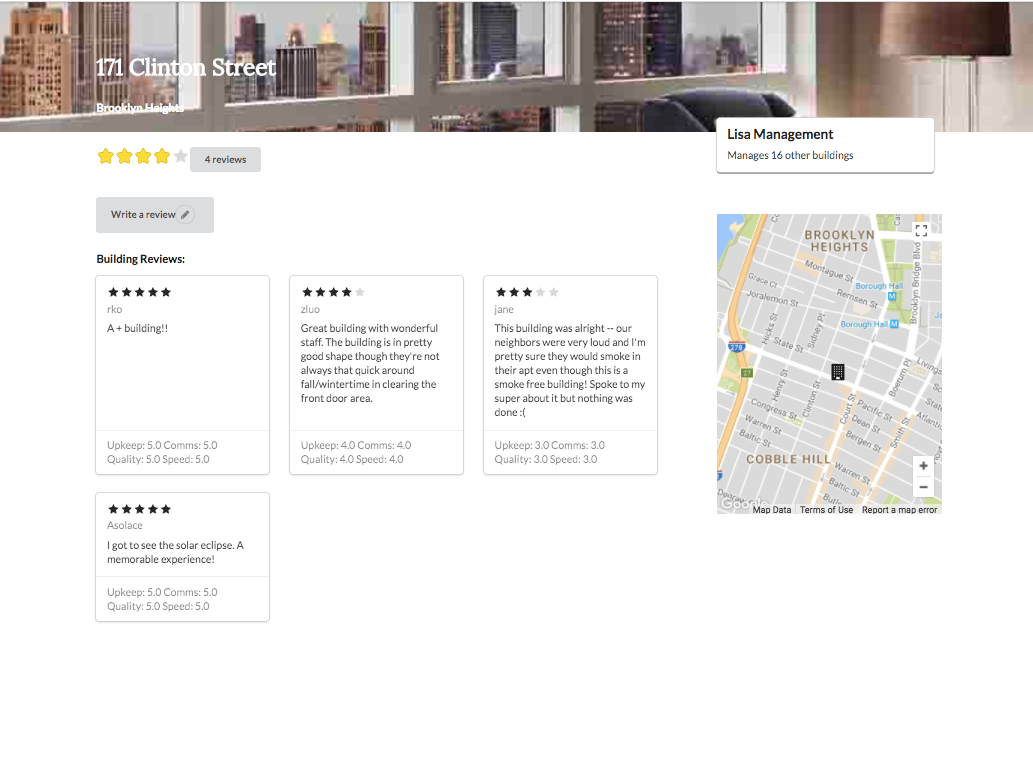 171 Clinton Street
Brooklyn Heights
Lisa Management
Manages 16 other buildings
4 reviews
Write a review
Building Reviews:
rko
A + building!!
Upkeep: 5.0 Comms: 5.0
Quality: 5.0 Speed: 5.0
zluo
Great building with wonderful
staff. The building is in pretty
good shape though they're not
always that quick around
fall/wintertime in clearing the
front door area.
Upkeep: 4.0 Comms: 4.0
Quality: 4.0 Speed: 4.0
jane
This building was alright -- our
neighbors were very loud and I'm
pretty sure they would smoke in
their apt even though this is a
smoke free building! Spoke to my
super about it but nothing was
done :(
Upkeep: 3.0 Comms: 3.0
Quality: 3.0 Speed: 3.0
Asolace
I got to see the solar eclipse. A
memorable experience!
Upkeep: 5.0 Comms: 5.0
Quality: 5.0 Speed: 5.0
BROOKLYN
HEIGHTS
Montague St
Grace Ct
Borough Hall
M
Remsen St
Joralemon St
Brooklyn Bridge Blvd
Borough Hall
M
Hicks St
Sidney Pl
State St
278
27
Livings
Boerum Pl
Henry St
Clinton St
State
Congress St
Court St
Pacific St
Atlantic
Warren St
Dean St
Smith St
Baltic St
Bergen St
COBBLE HILL
Warren St
+
Baltic St
−
Butl
Google
Map Data
Terms of Use
Report a map error